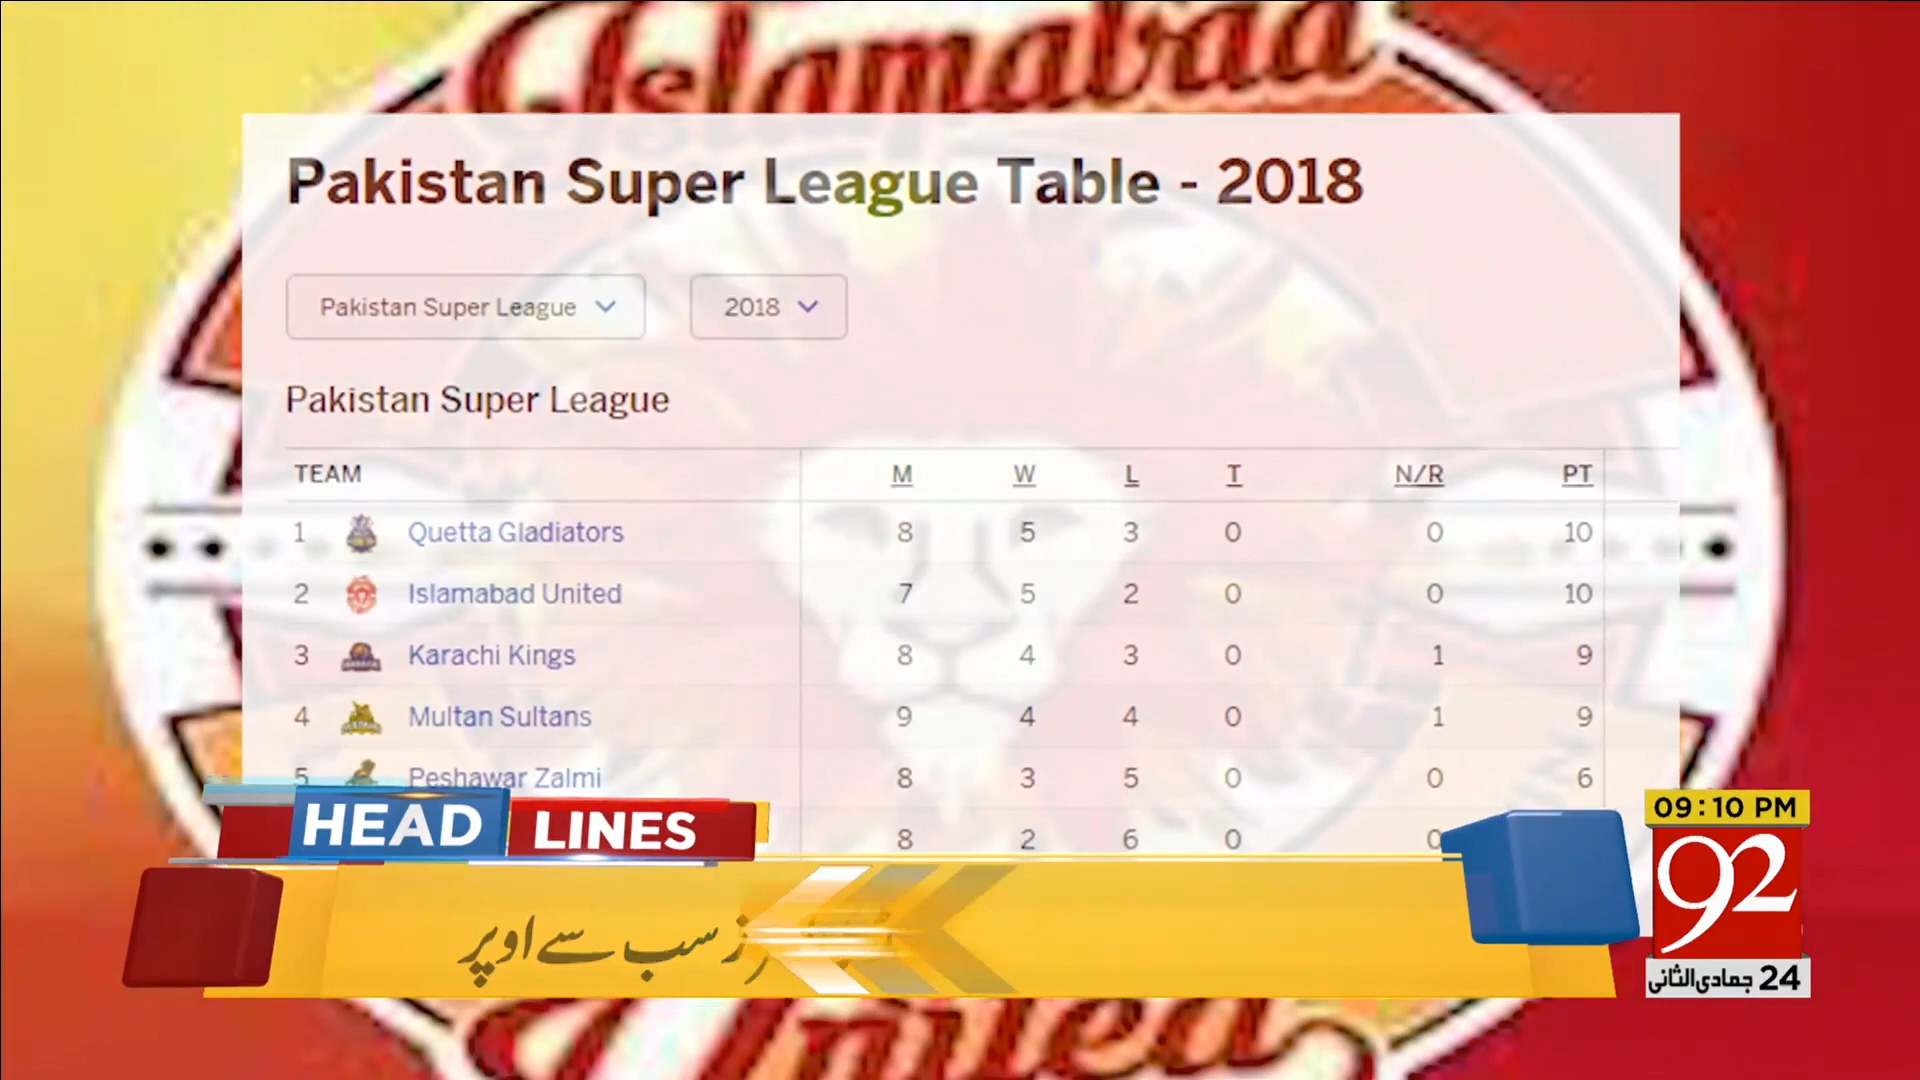 Islamabad
Pakistan Super League Table - 2018
Pakistan Super League 2018
Pakistan Super League
TEAM M W L T N/R PT
1 Quetta Gladiators 8 5 3 0 0 10
2 Islamabad United 7 5 2 0 0 10
3 Karachi Kings 8 4 3 0 1 9
4 Multan Sultans 9 4 4 0 1 9
5 Peshawar Zalmi 8 3 5 0 0 6
8 2 6 0 0
HEAD LINES
سب سے اوپر
09:10 PM
92
24 جمادی الثانی
United